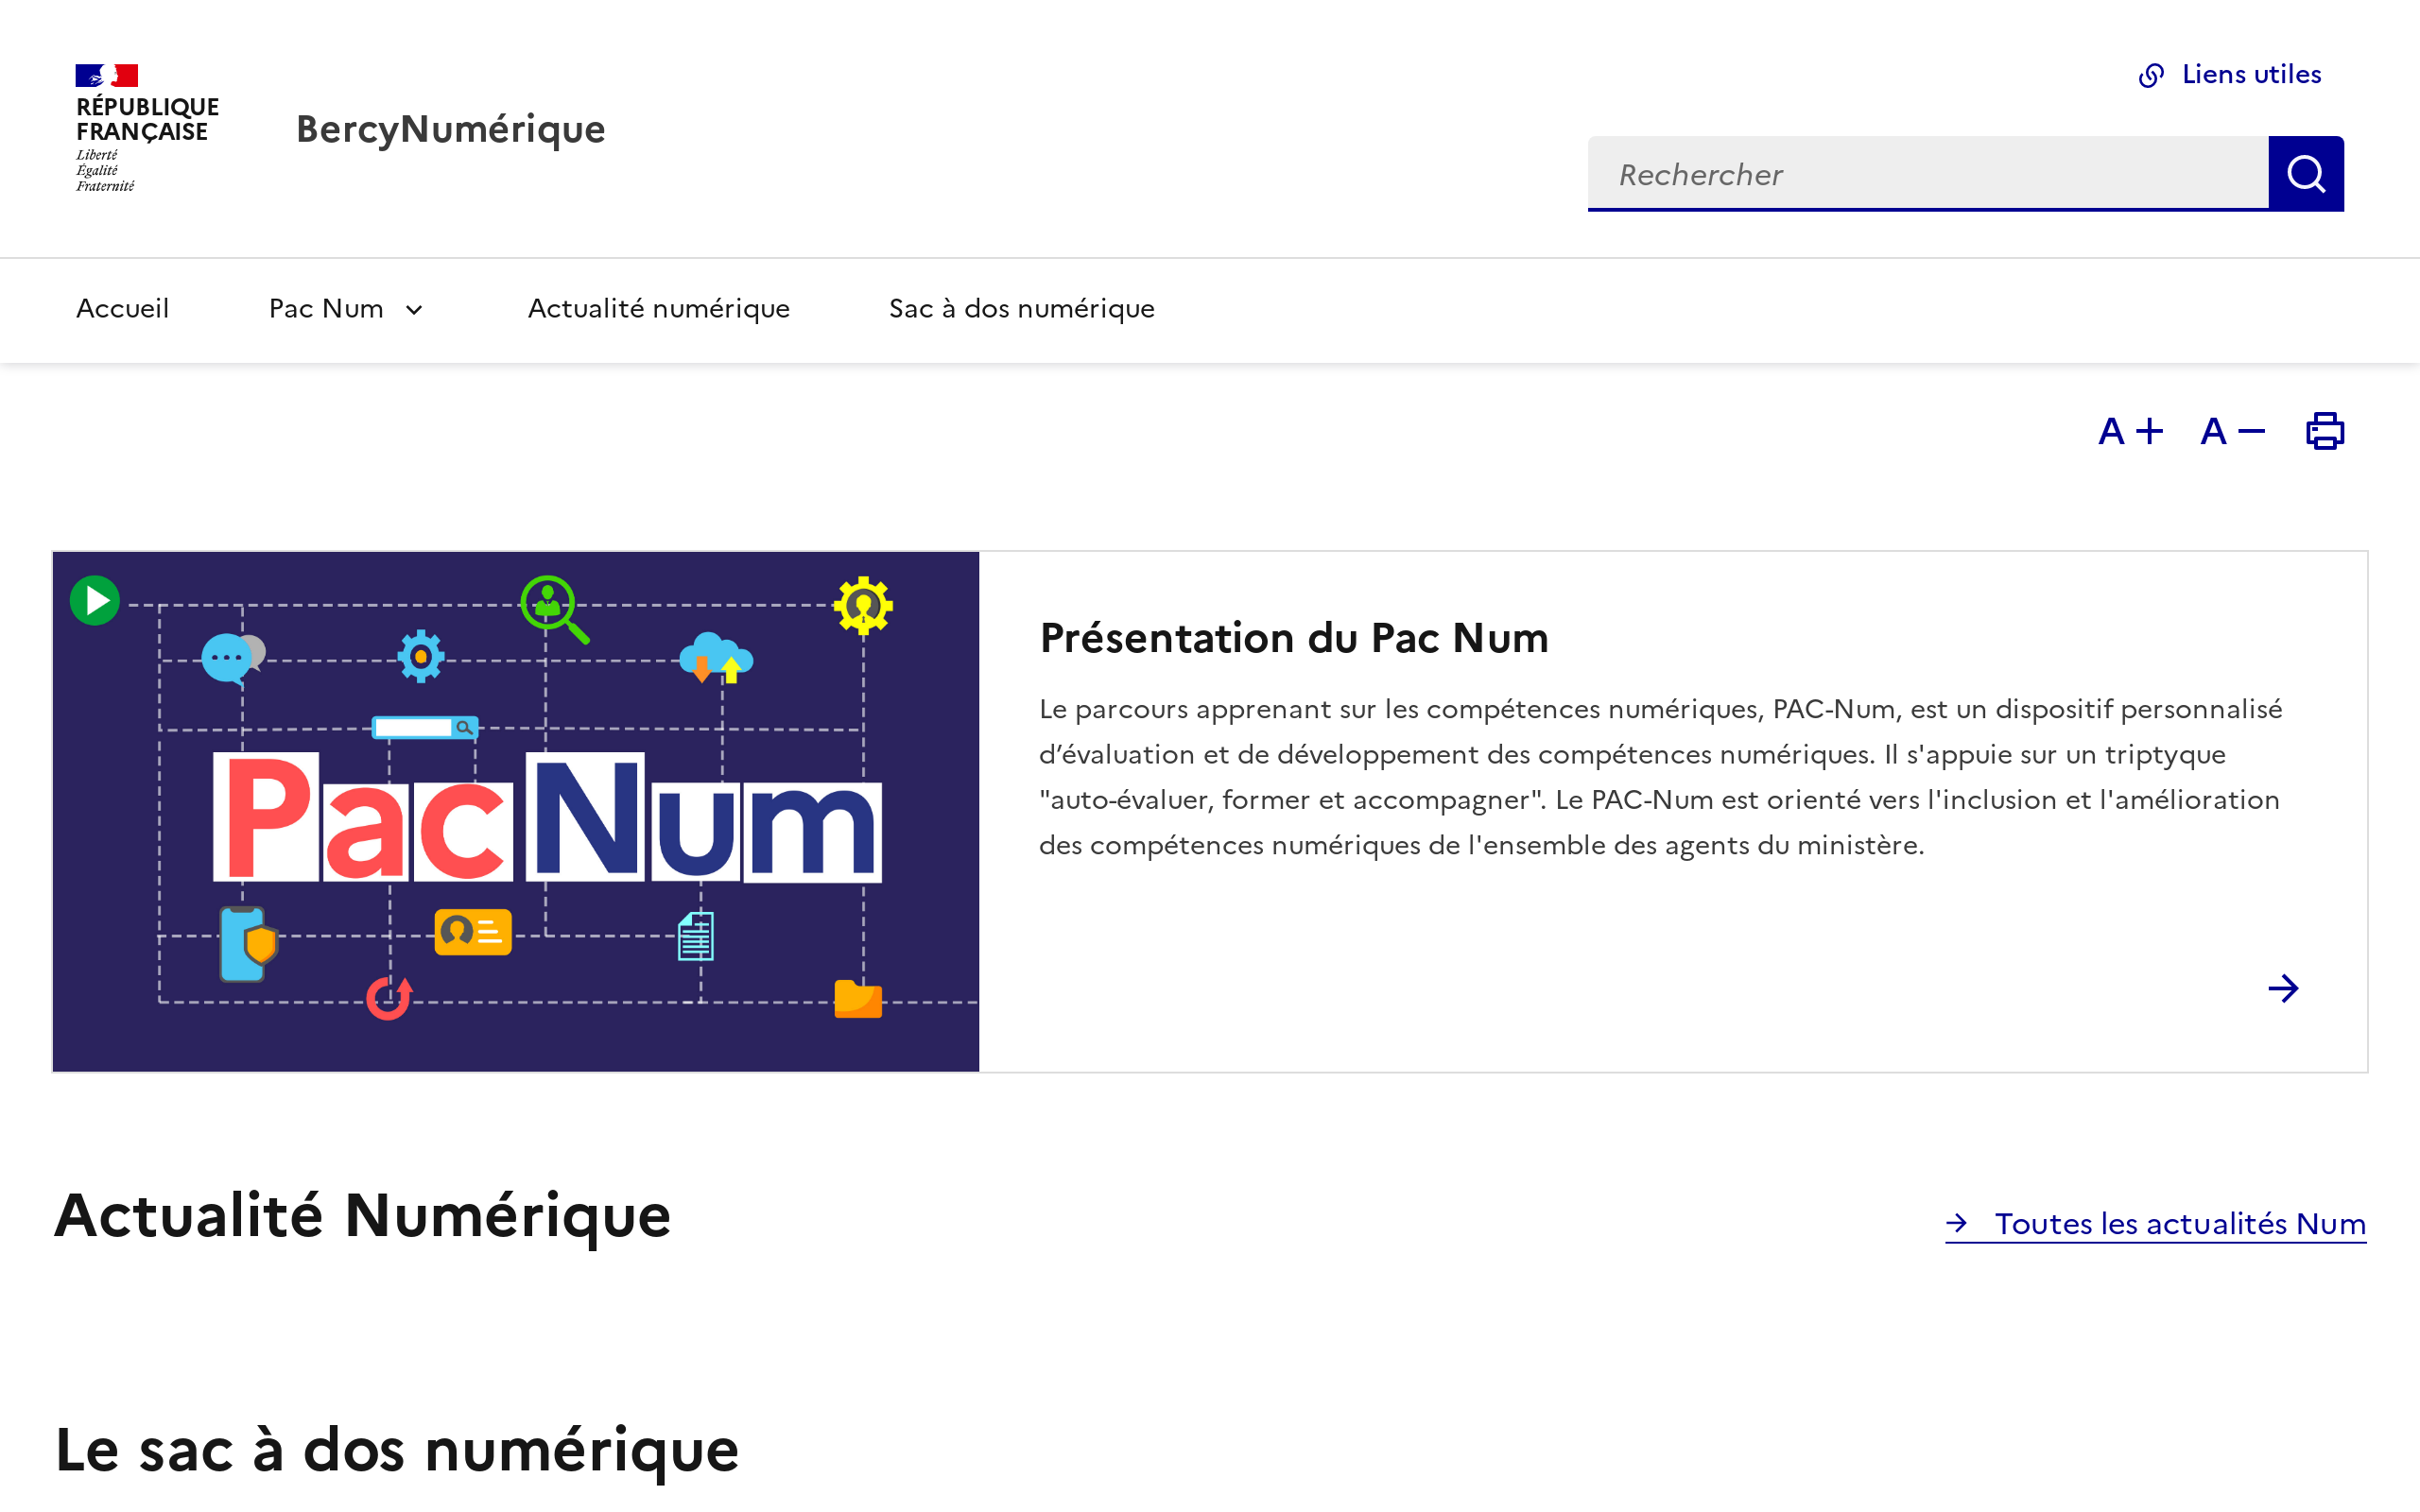 RÉPUBLIQUE
FRANÇAISE
Liberté
Égalité
Fraternité
BercyNumérique
Liens utiles
Rechercher
Accueil
Pac Num
Actualité numérique
Sac à dos numérique
A+
A−
PacNum
Présentation du Pac Num
Le parcours apprenant sur les compétences numériques, PAC-Num, est un dispositif personnalisé
d’évaluation et de développement des compétences numériques. Il s'appuie sur un triptyque
"auto-évaluer, former et accompagner". Le PAC-Num est orienté vers l'inclusion et l'amélioration
des compétences numériques de l'ensemble des agents du ministère.
Actualité Numérique
Toutes les actualités Num
Le sac à dos numérique